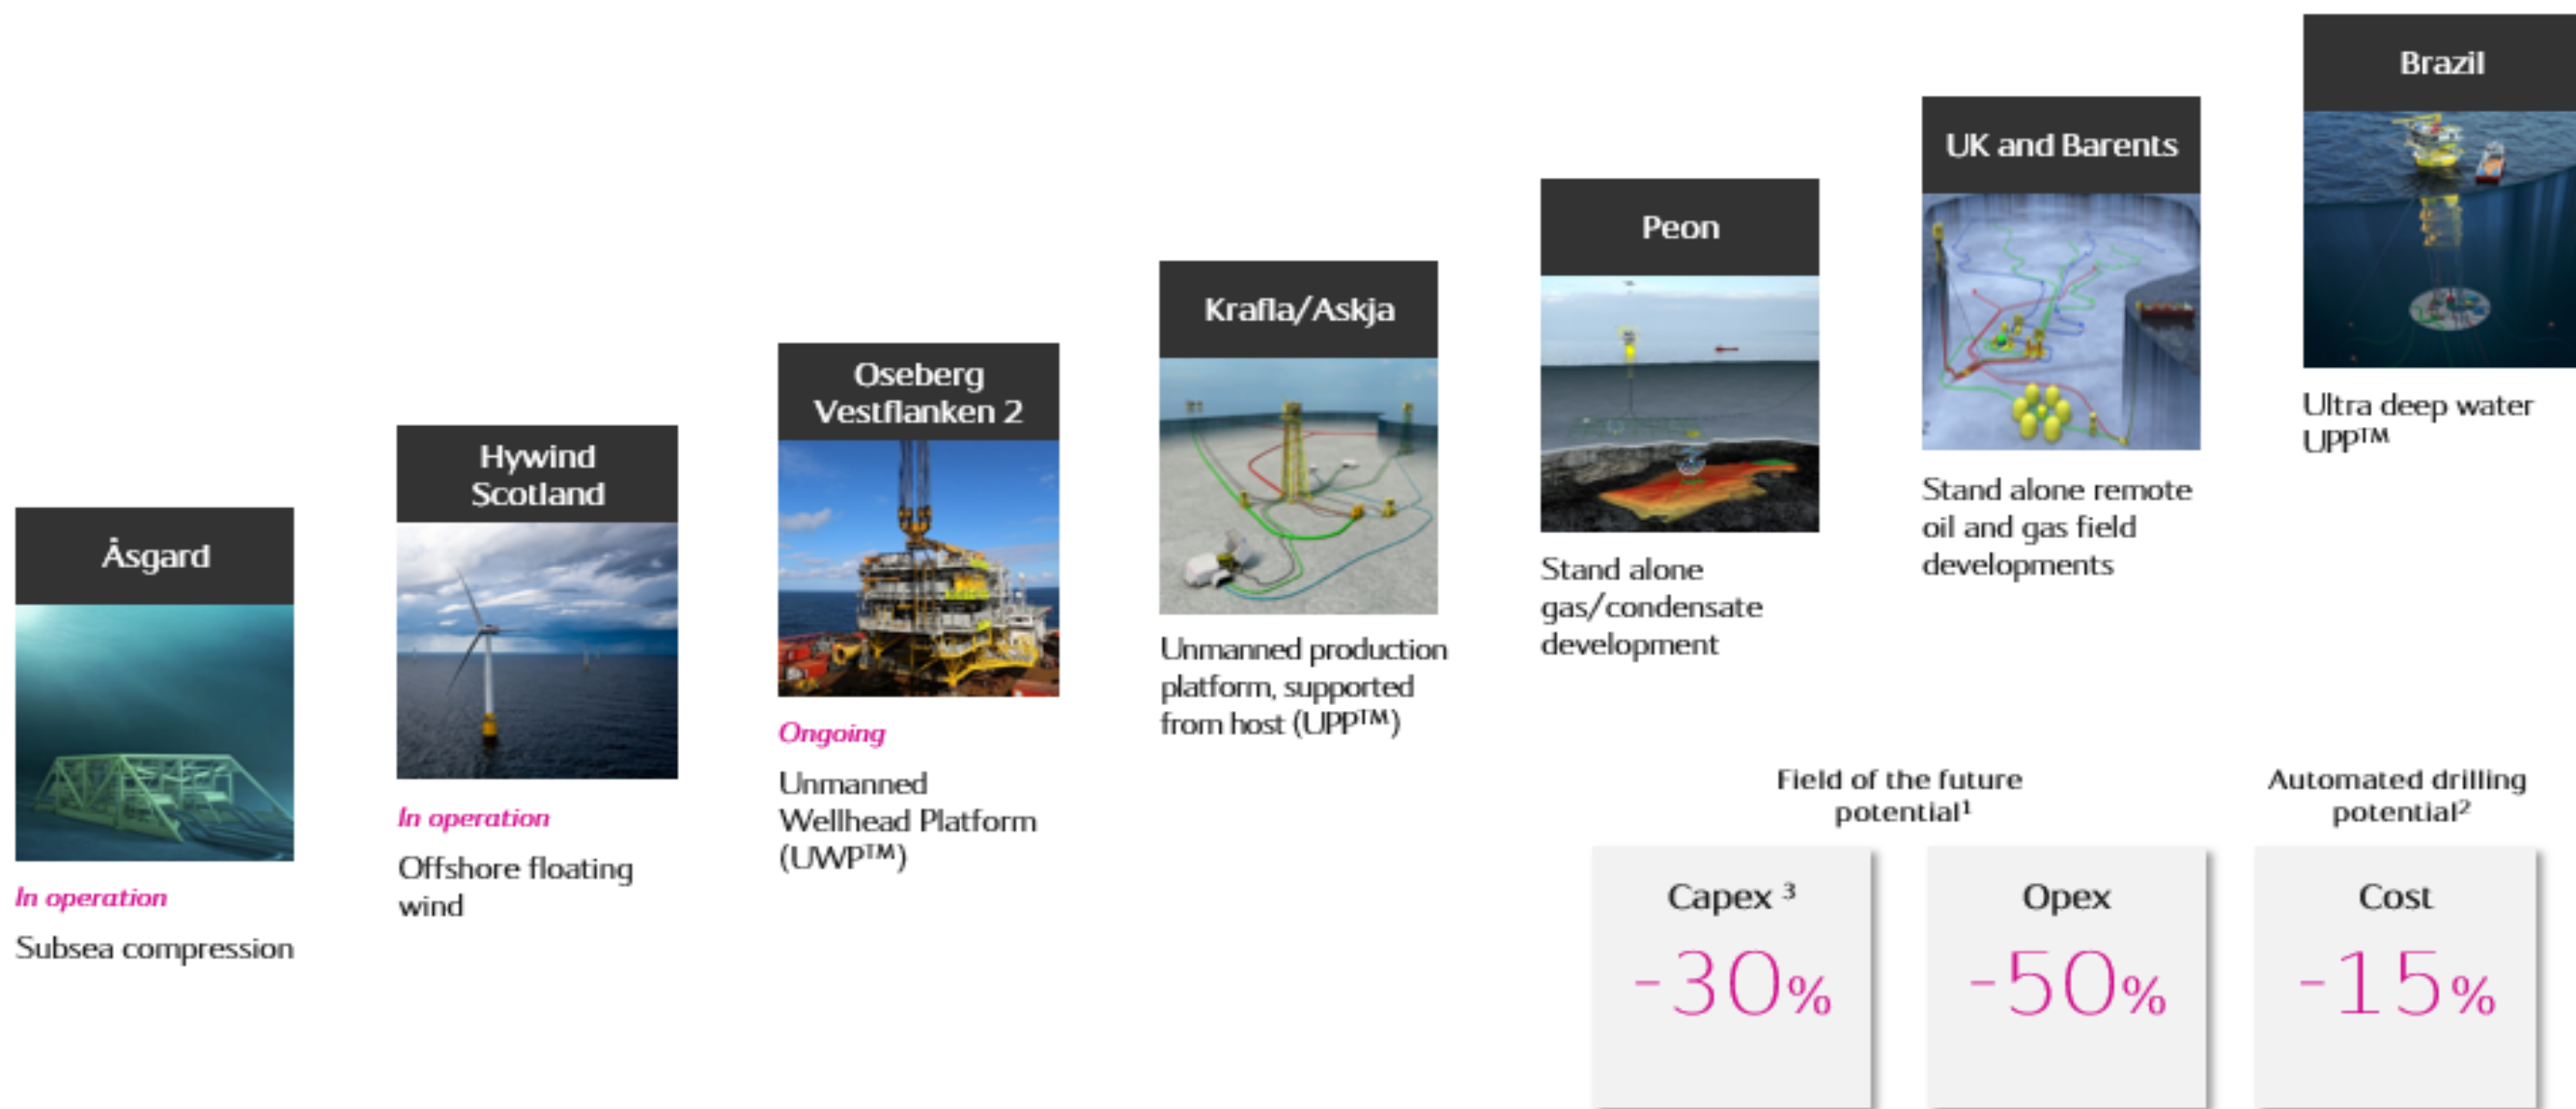 Åsgard
In operation
Subsea compression
Hywind
Scotland
In operation
Offshore floating
wind
Oseberg
Vestflanken 2
Ongoing
Unmanned
Wellhead Platform
(UWP™)
Krafla/Askja
Unmanned production
platform, supported
from host (UPP™)
Peon
Stand alone
gas/condensate
development
UK and Barents
Stand alone remote
oil and gas field
developments
Brazil
Ultra deep water
UPP™
Field of the future
potential¹
Capex ³
-30%
Opex
-50%
Automated drilling
potential²
Cost
-15%